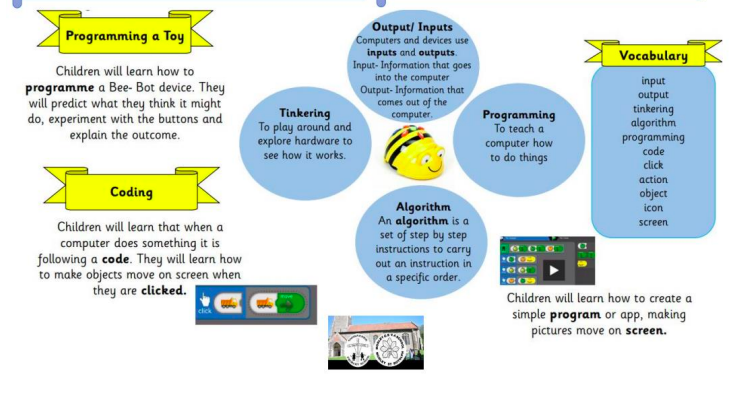 Programming a Toy
Children will learn how to
programme a Bee- Bot device. They
will predict what they think it might
do, experiment with the buttons and
explain the outcome.
Coding
Children will learn that when a
computer does something it is
following a code. They will learn how
to make objects move on screen when
they are clicked.
click
Output/ Inputs
Computers and devices use
inputs and outputs.
Input- Information that goes
into the computer
Output- Information that
comes out of the
computer.
Tinkering
To play around and
explore hardware to
see how it works.
Programming
To teach a
computer how
to do things
Algorithm
An algorithm is a
set of step by step
instructions to carry
out an instruction in
a specific order.
Vocabulary
input
output
tinkering
algorithm
programming
code
click
action
object
icon
screen
Children will learn how to create a
simple program or app, making
pictures move on screen.